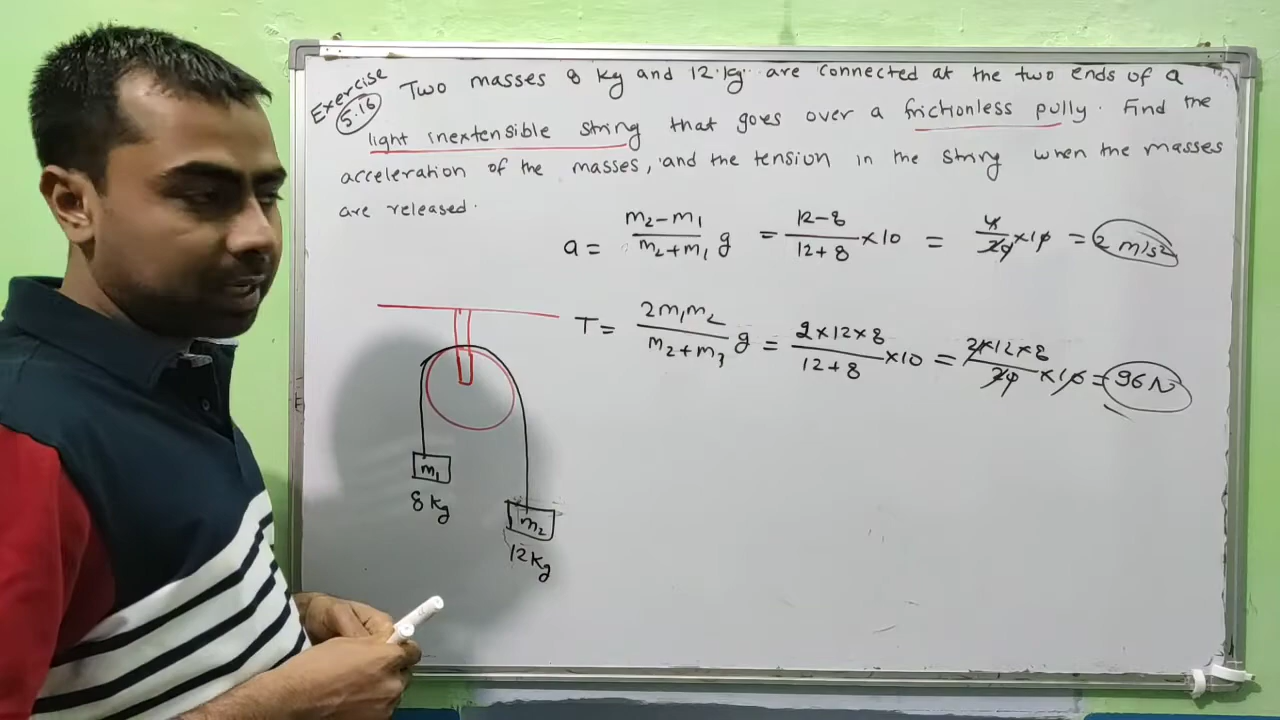 Exercise
5.16
Two masses 8 kg and 12 kg are connected at the two ends of a
light inextensible string that goes over a frictionless pully. Find the
acceleration of the masses, and the tension in the string when the masses
are released.
a = m₂-m₁ / m₂+m₁ g = 12-8 / 12+8 ×10 = 4/20 ×10 = 2 m/s²
T = 2m₁m₂ / m₂+m₁ g = 2×12×8 / 12+8 ×10 = 2×12×8 / 20 ×10 = 96 N
m₁
8 kg
m₂
12 kg